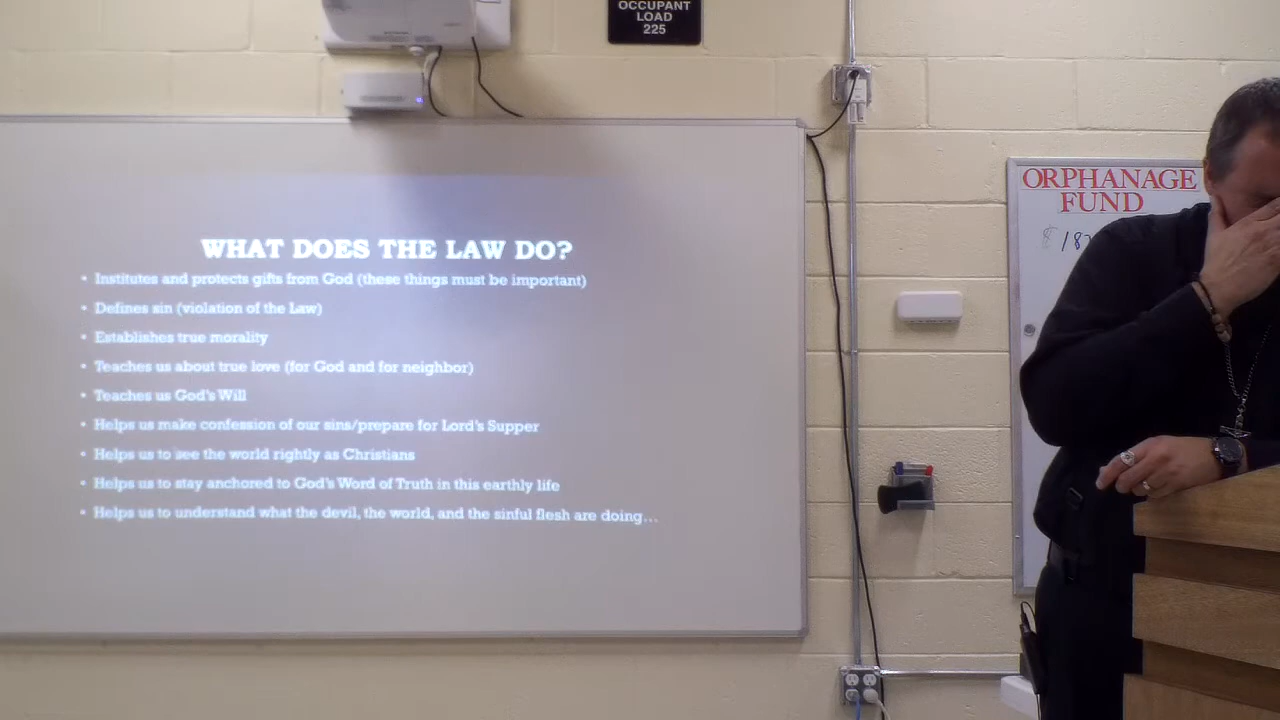 OCCUPANT
LOAD
225
ORPHANAGE
FUND
WHAT DOES THE LAW DO?
• Institutes and protects gifts from God (these things must be important)
• Defines sin (violation of the Law)
• Establishes true morality
• Teaches us about true love (for God and for neighbor)
• Teaches us God's Will
• Helps us make confession of our sins/prepare for Lord's Supper
• Helps us to see the world rightly as Christians
• Helps us to stay anchored to God's Word of Truth in this earthly life
• Helps us to understand what the devil, the world, and the sinful flesh are doing...